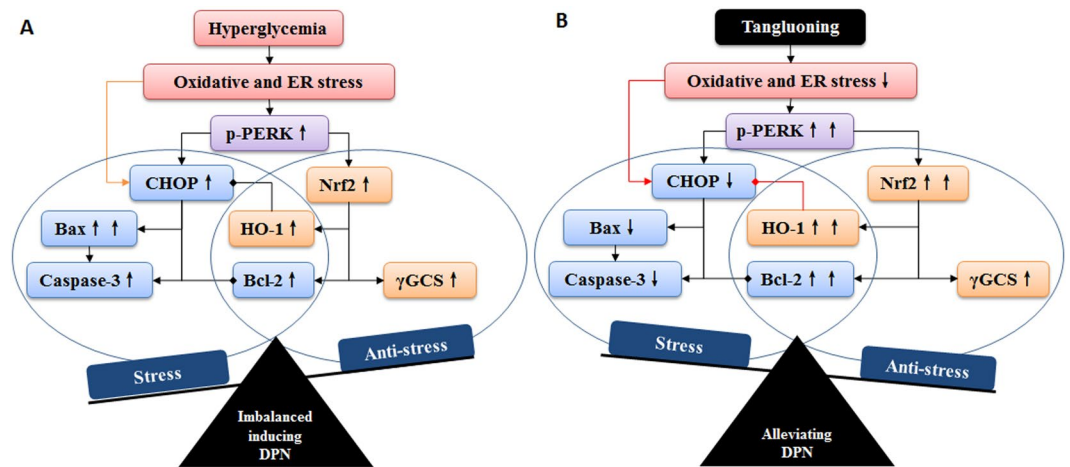 A
Hyperglycemia
Oxidative and ER stress
p-PERK ↑
CHOP ↑
Nrf2 ↑
Bax ↑ ↑
HO-1 ↑
Caspase-3 ↑
Bcl-2 ↑
γGCS ↑
Stress
Anti-stress
Imbalanced
inducing
DPN
B
Tangluoning
Oxidative and ER stress ↓
p-PERK ↑ ↑
CHOP ↓
Nrf2 ↑ ↑
Bax ↓
HO-1 ↑ ↑
Caspase-3 ↓
Bcl-2 ↑ ↑
γGCS ↑
Stress
Anti-stress
Alleviating
DPN